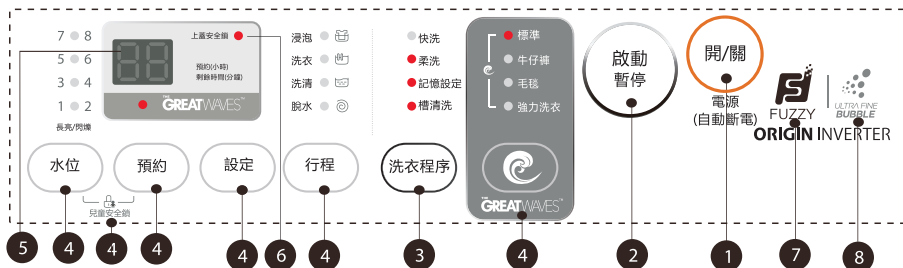 7 8
5 6
3 4
1 2
長亮/閃爍
88
上蓋安全鎖
預約(小時)
剩餘時間(分鐘)
THE
GREATWAVES™
浸泡
洗衣
洗清
脫水
快洗
柔洗
記憶設定
槽清洗
標準
牛仔褲
毛毯
強力洗衣
THE
GREATWAVES™
啟動
暫停
開/關
電源
(自動斷電)
FUZZY
ULTRA FINE
BUBBLE
ORIGIN INVERTER
水位
預約
設定
行程
洗衣程序
兒童安全鎖
5 4 4 4 4 6 4 3 4 2 1 7 8